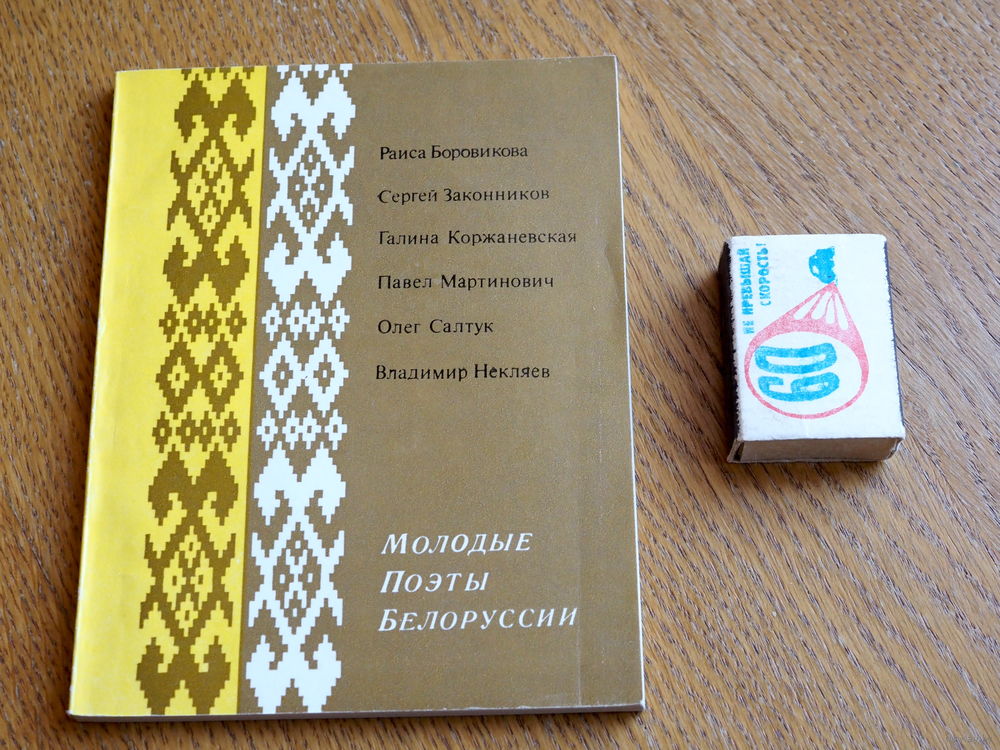 Раиса Боровикова
Сергей Законников
Галина Коржаневская
Павел Мартинович
Олег Салтук
Владимир Некляев
Молодые
Поэты
Белоруссии
НЕ ПРЕВЫШАЙ
СКОРОСТЬ!
60